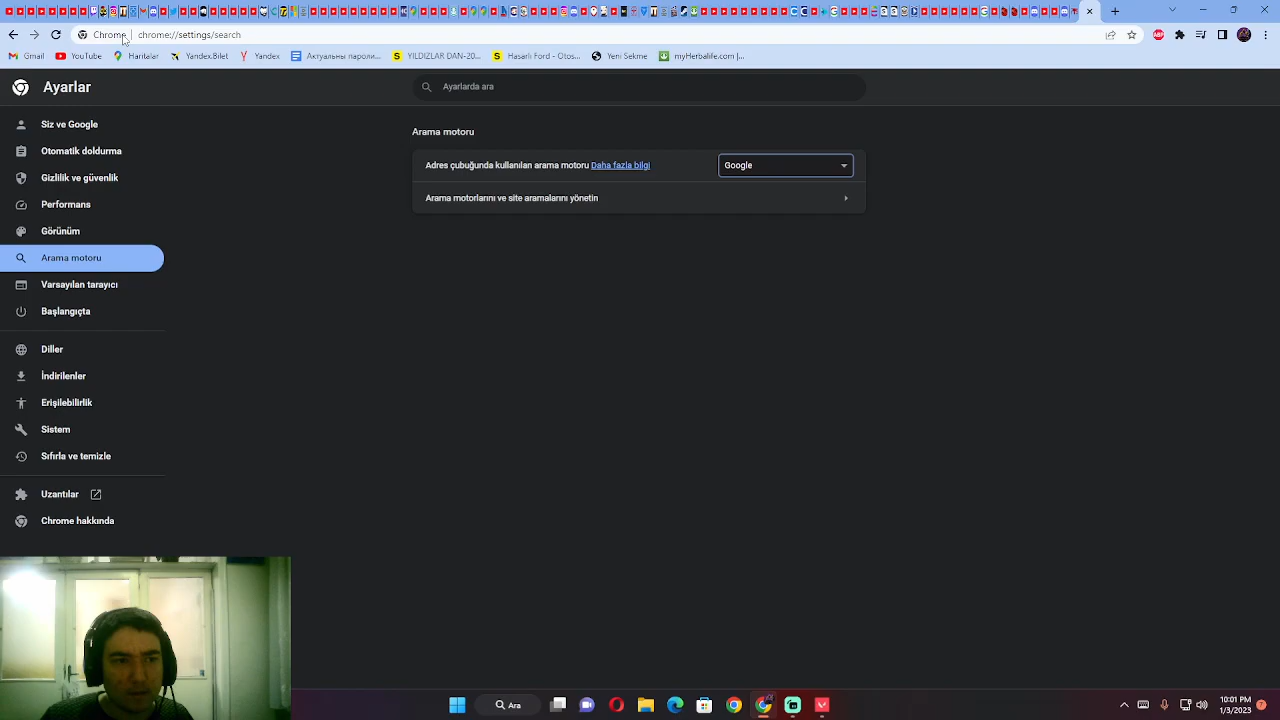 Chrome | chrome://settings/search
Gmail YouTube Haritalar Yandex.Bilet Yandex Актуальны пароли... YILDIZLAR DAN-20... Hasarlı Ford - Otos... Yeni Sekme myHerbalife.com |...
Ayarlar
Ayarlarda ara
Siz ve Google
Otomatik doldurma
Gizlilik ve güvenlik
Performans
Görünüm
Arama motoru
Varsayılan tarayıcı
Başlangıçta
Diller
İndirilenler
Erişilebilirlik
Sistem
Sıfırla ve temizle
Uzantılar
Chrome hakkında
Arama motoru
Adres çubuğunda kullanılan arama motoru Daha fazla bilgi
Google
Arama motorlarını ve site aramalarını yönetin
Ara
10:01 PM
1/3/2023